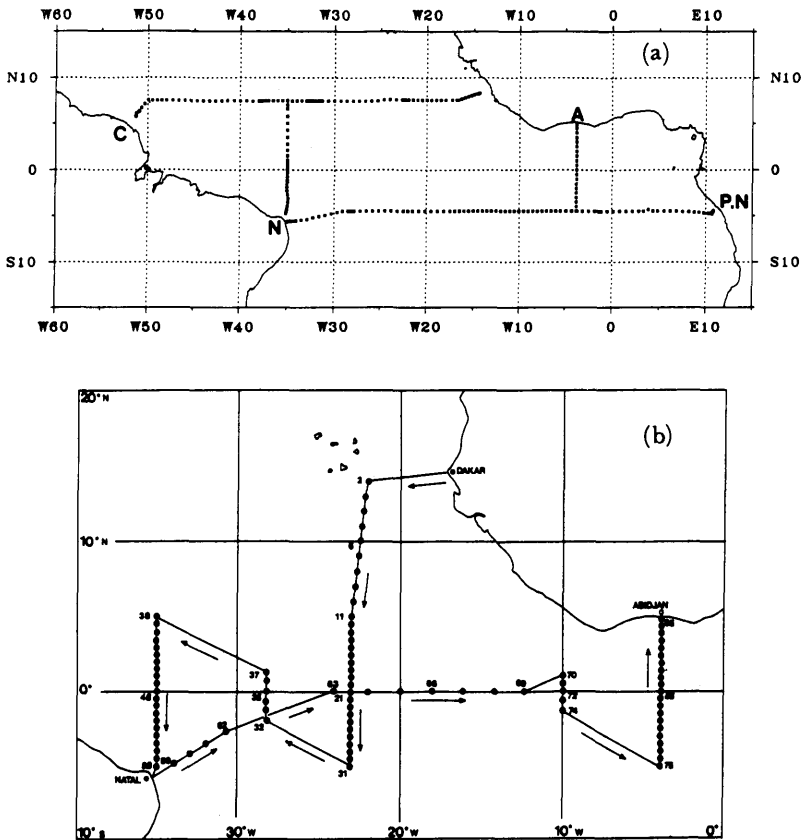 W60 W50 W40 W30 W20 W10 0 E10
(a)
N10 N10
A
C
0 0
P.N
N
S10 S10
W60 W50 W40 W30 W20 W10 0 E10
20°N
(b)
2 DAKAR
10°N
11
38 ABIDJAN
37 70
63 66 69
0° 48 35 21 72
62 32 74
31 75
NATAL
10°S 30°W 20°W 10°W 0°